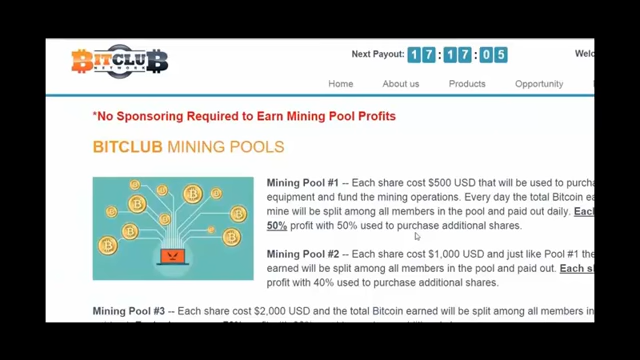 BITCLUB
NETWORK
Next Payout: 17 17 05
Welc
Home About us Products Opportunity
*No Sponsoring Required to Earn Mining Pool Profits
BITCLUB MINING POOLS
Mining Pool #1 -- Each share cost $500 USD that will be used to purcha
equipment and fund the mining operations. Every day the total Bitcoin ea
mine will be split among all members in the pool and paid out daily. Eac
50% profit with 50% used to purchase additional shares.
Mining Pool #2 -- Each share cost $1,000 USD and just like Pool #1 the
earned will be split among all members in the pool and paid out. Each s
profit with 40% used to purchase additional shares.
Mining Pool #3 -- Each share cost $2,000 USD and the total Bitcoin earned will be split among all members in